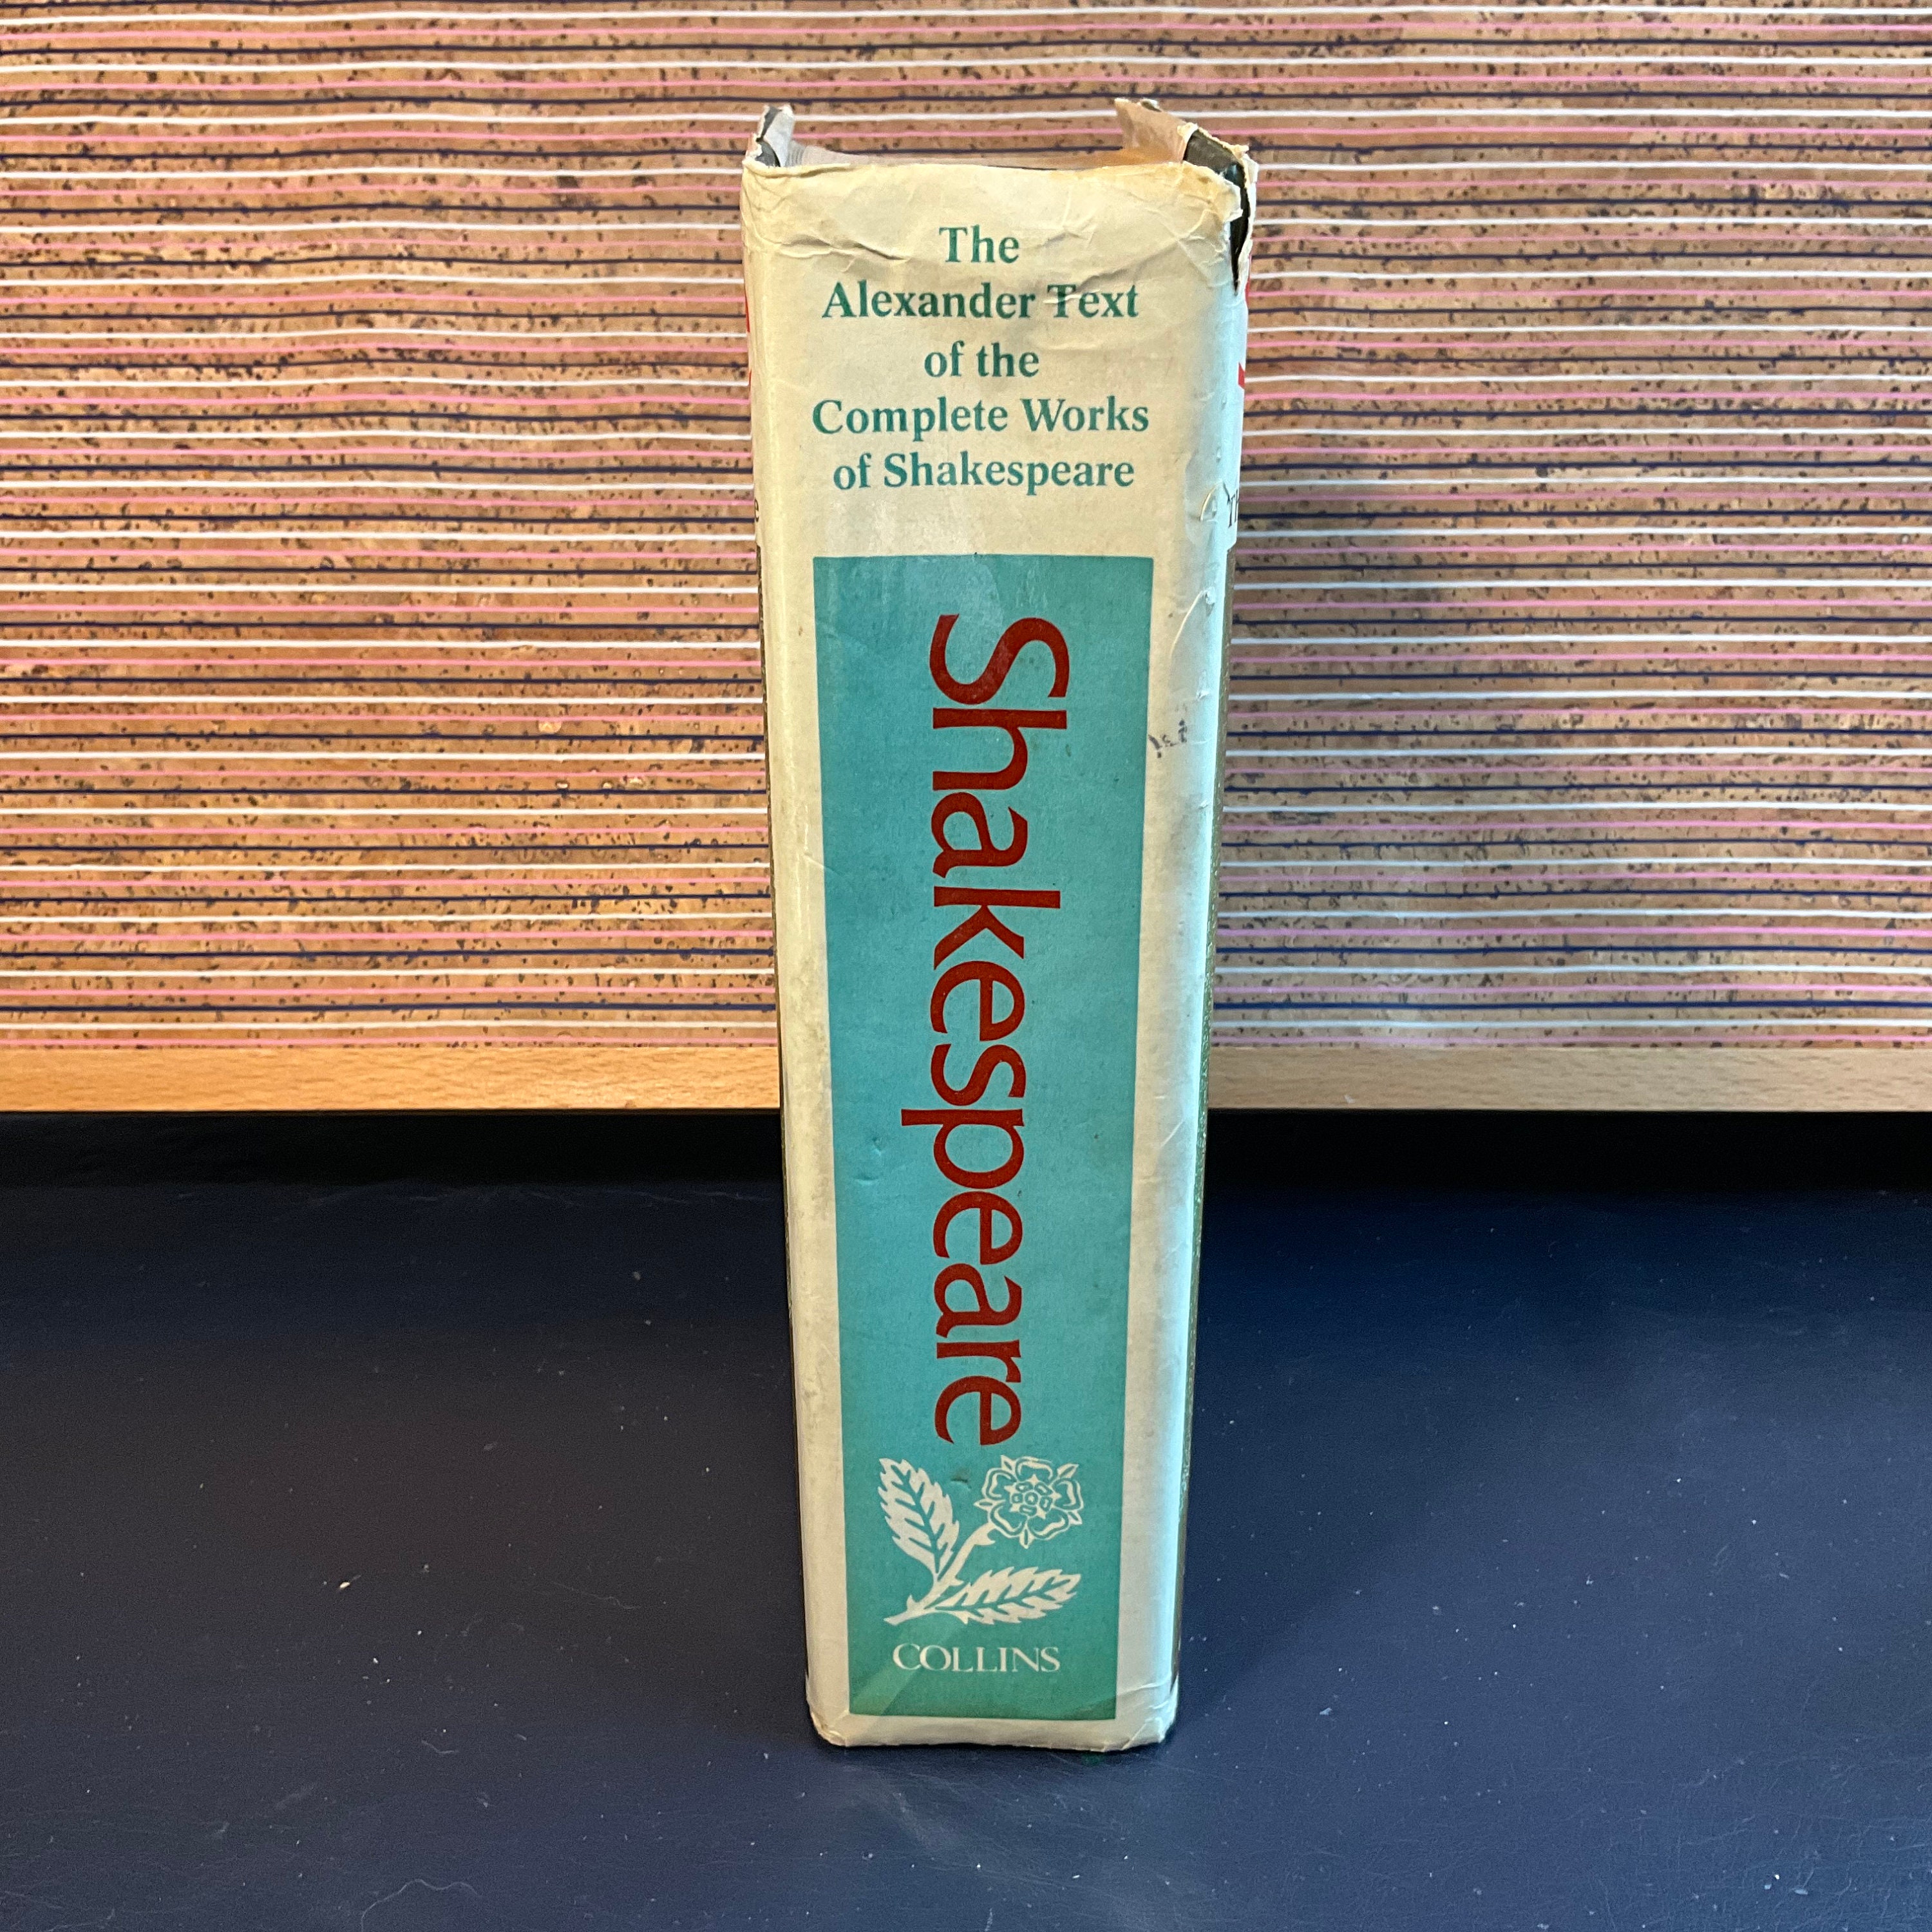 The
Alexander Text
of the
Complete Works
of Shakespeare
Shakespeare
COLLINS